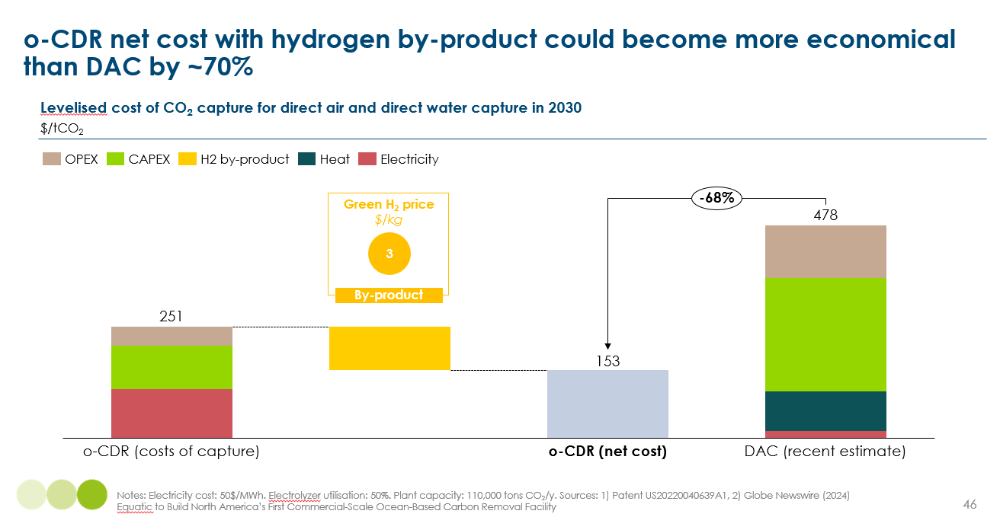 o-CDR net cost with hydrogen by-product could become more economical
than DAC by ~70%
Levelised cost of CO₂ capture for direct air and direct water capture in 2030
$/tCO₂
OPEX CAPEX H2 by-product Heat Electricity
Green H₂ price
$/kg
3
By-product
-68%
478
251
153
o-CDR (costs of capture)
o-CDR (net cost)
DAC (recent estimate)
Notes: Electricity cost: 50$/MWh. Electrolyzer utilisation: 50%. Plant capacity: 110,000 tons CO₂/y. Sources: 1) Patent US20220040639A1, 2) Globe Newswire (2024)
Equatic to Build North America’s First Commercial-Scale Ocean-Based Carbon Removal Facility
46